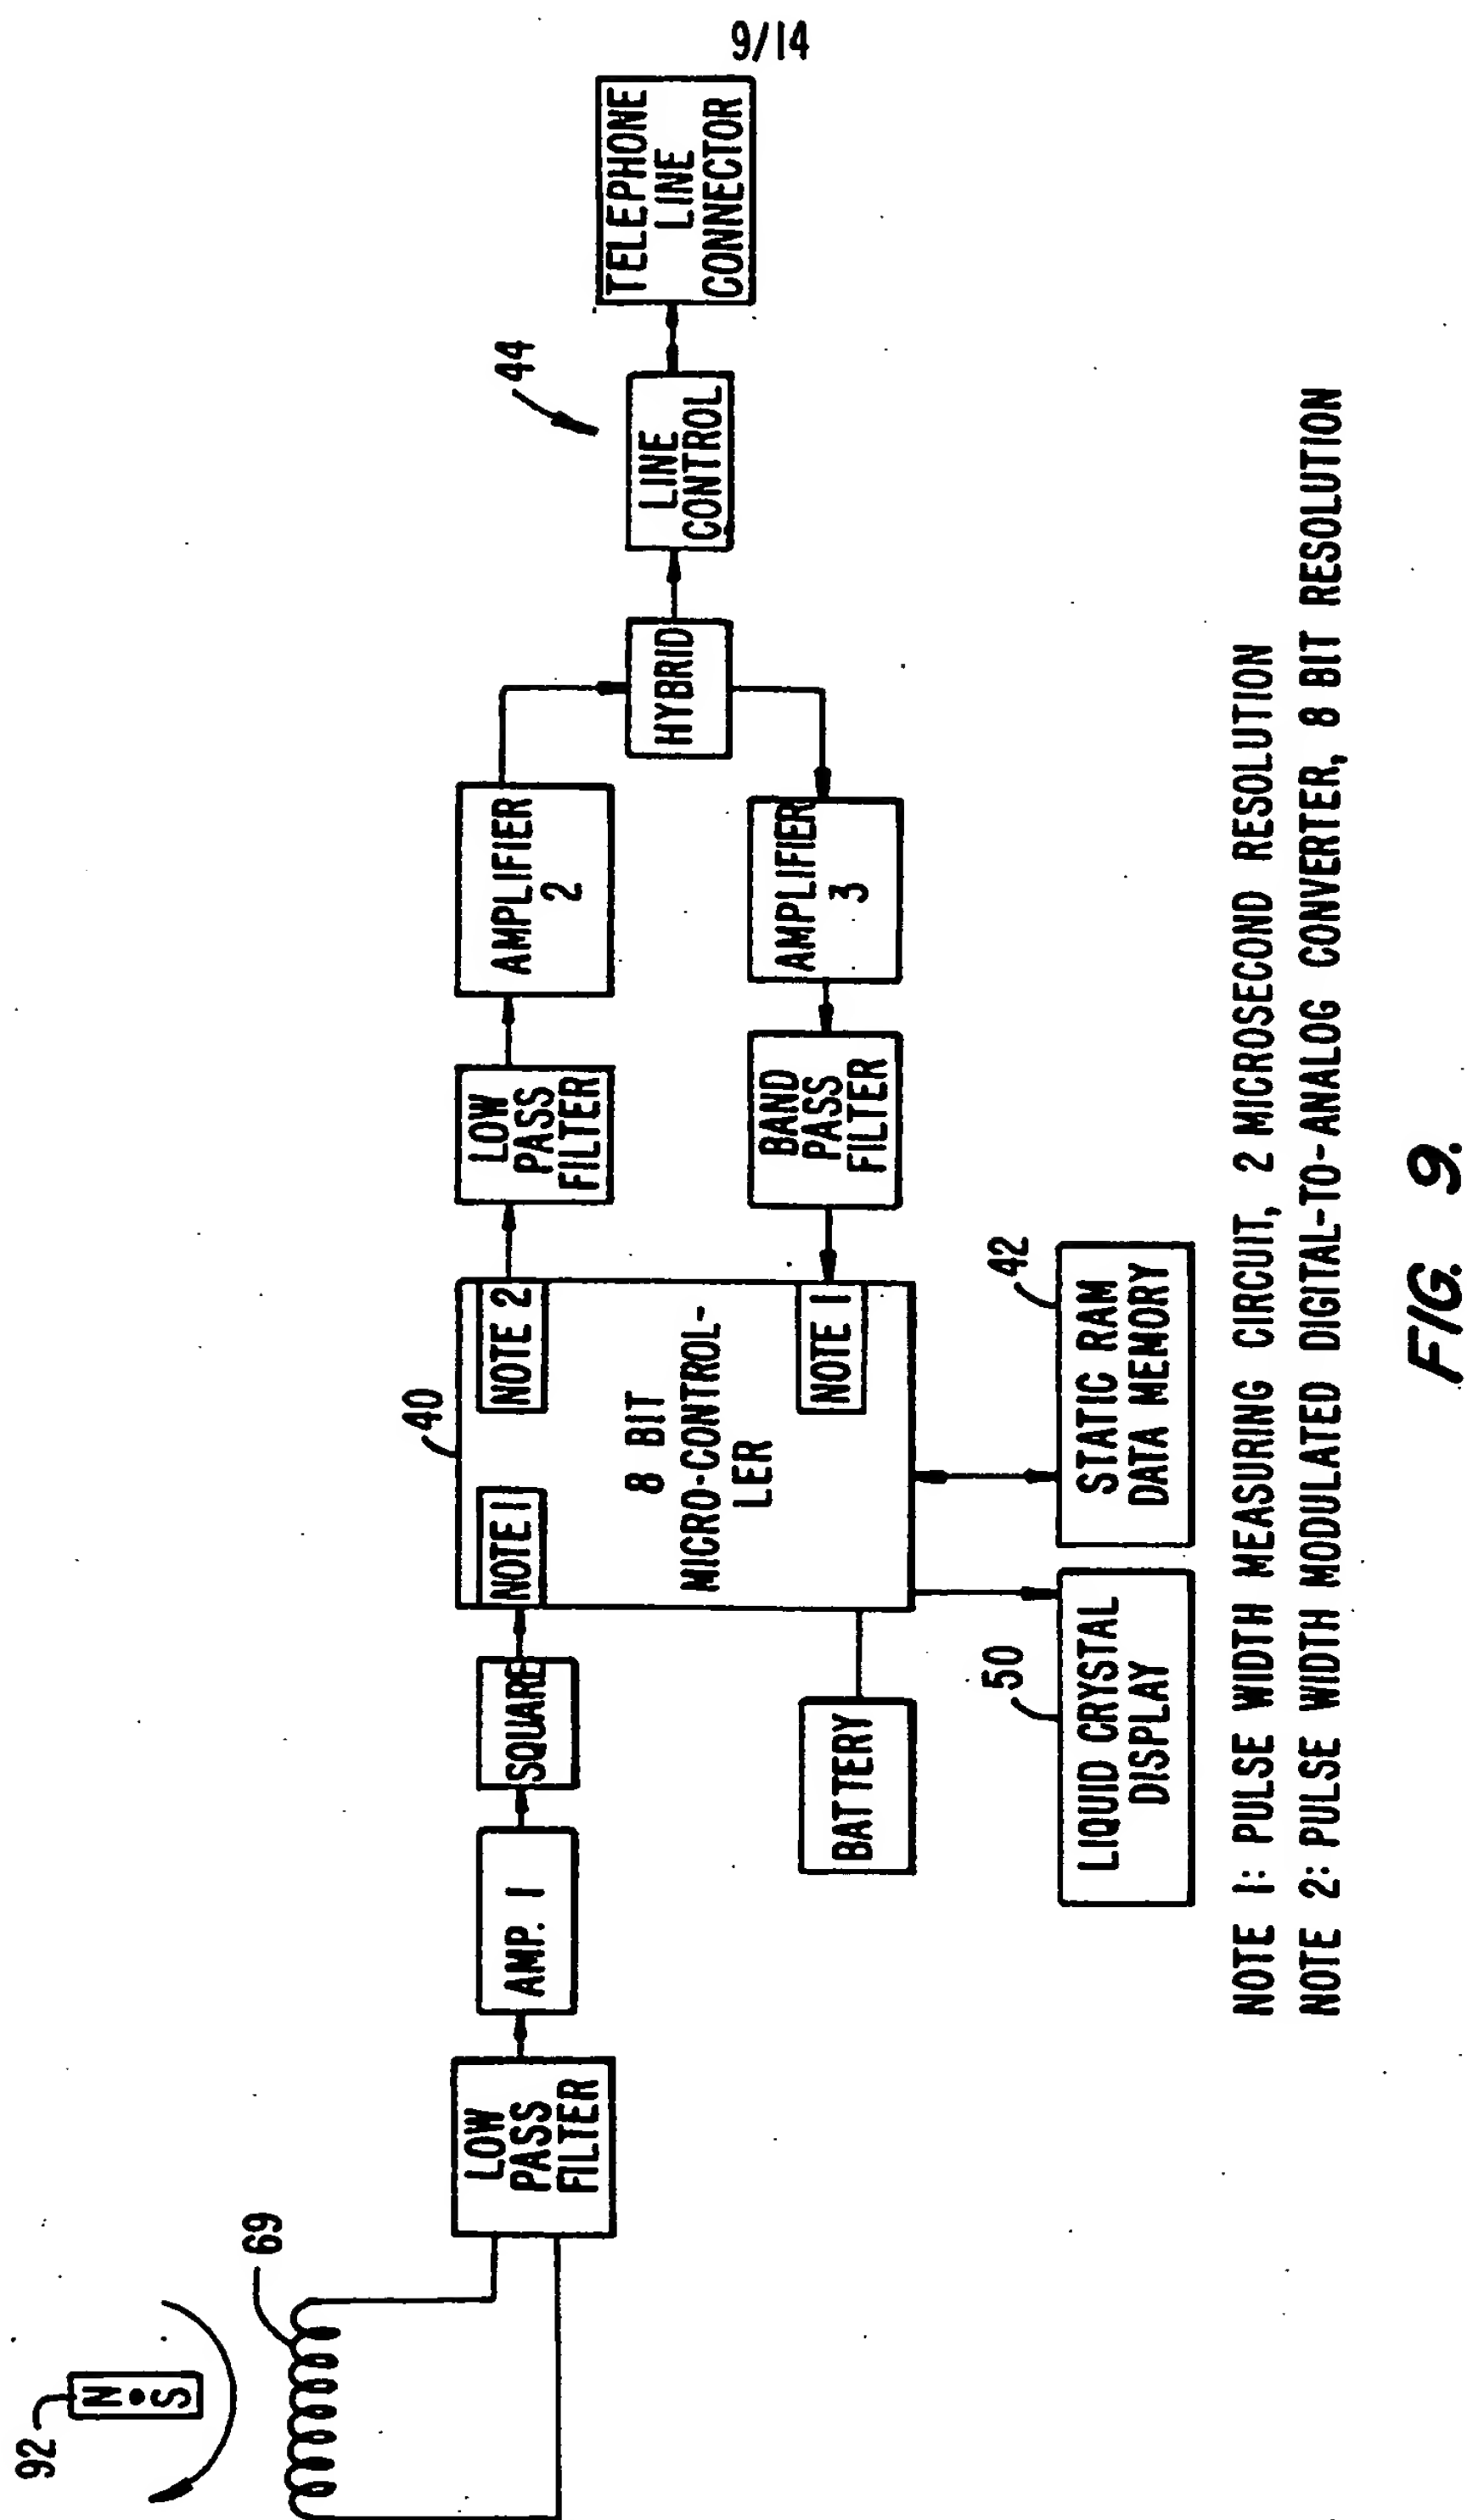 9/14
92
N•S
69
LOW
PASS
FILTER
AMP. 1
SQUARE
40
NOTE 1
NOTE 2
8 BIT
MICRO-CONTROL-
LER
NOTE 1
LOW
PASS
FILTER
AMPLIFIER
2
BAND
PASS
FILTER
AMPLIFIER
3
HYBRID
44
LINE
CONTROL
TELEPHONE
LINE
CONNECTOR
BATTERY
50
LIQUID CRYSTAL
DISPLAY
42
STATIC RAM
DATA MEMORY
NOTE 1: PULSE WIDTH MEASURING CIRCUIT, 2 MICROSECOND RESOLUTION
NOTE 2: PULSE WIDTH MODULATED DIGITAL-TO-ANALOG CONVERTER, 8 BIT RESOLUTION
FIG. 9.